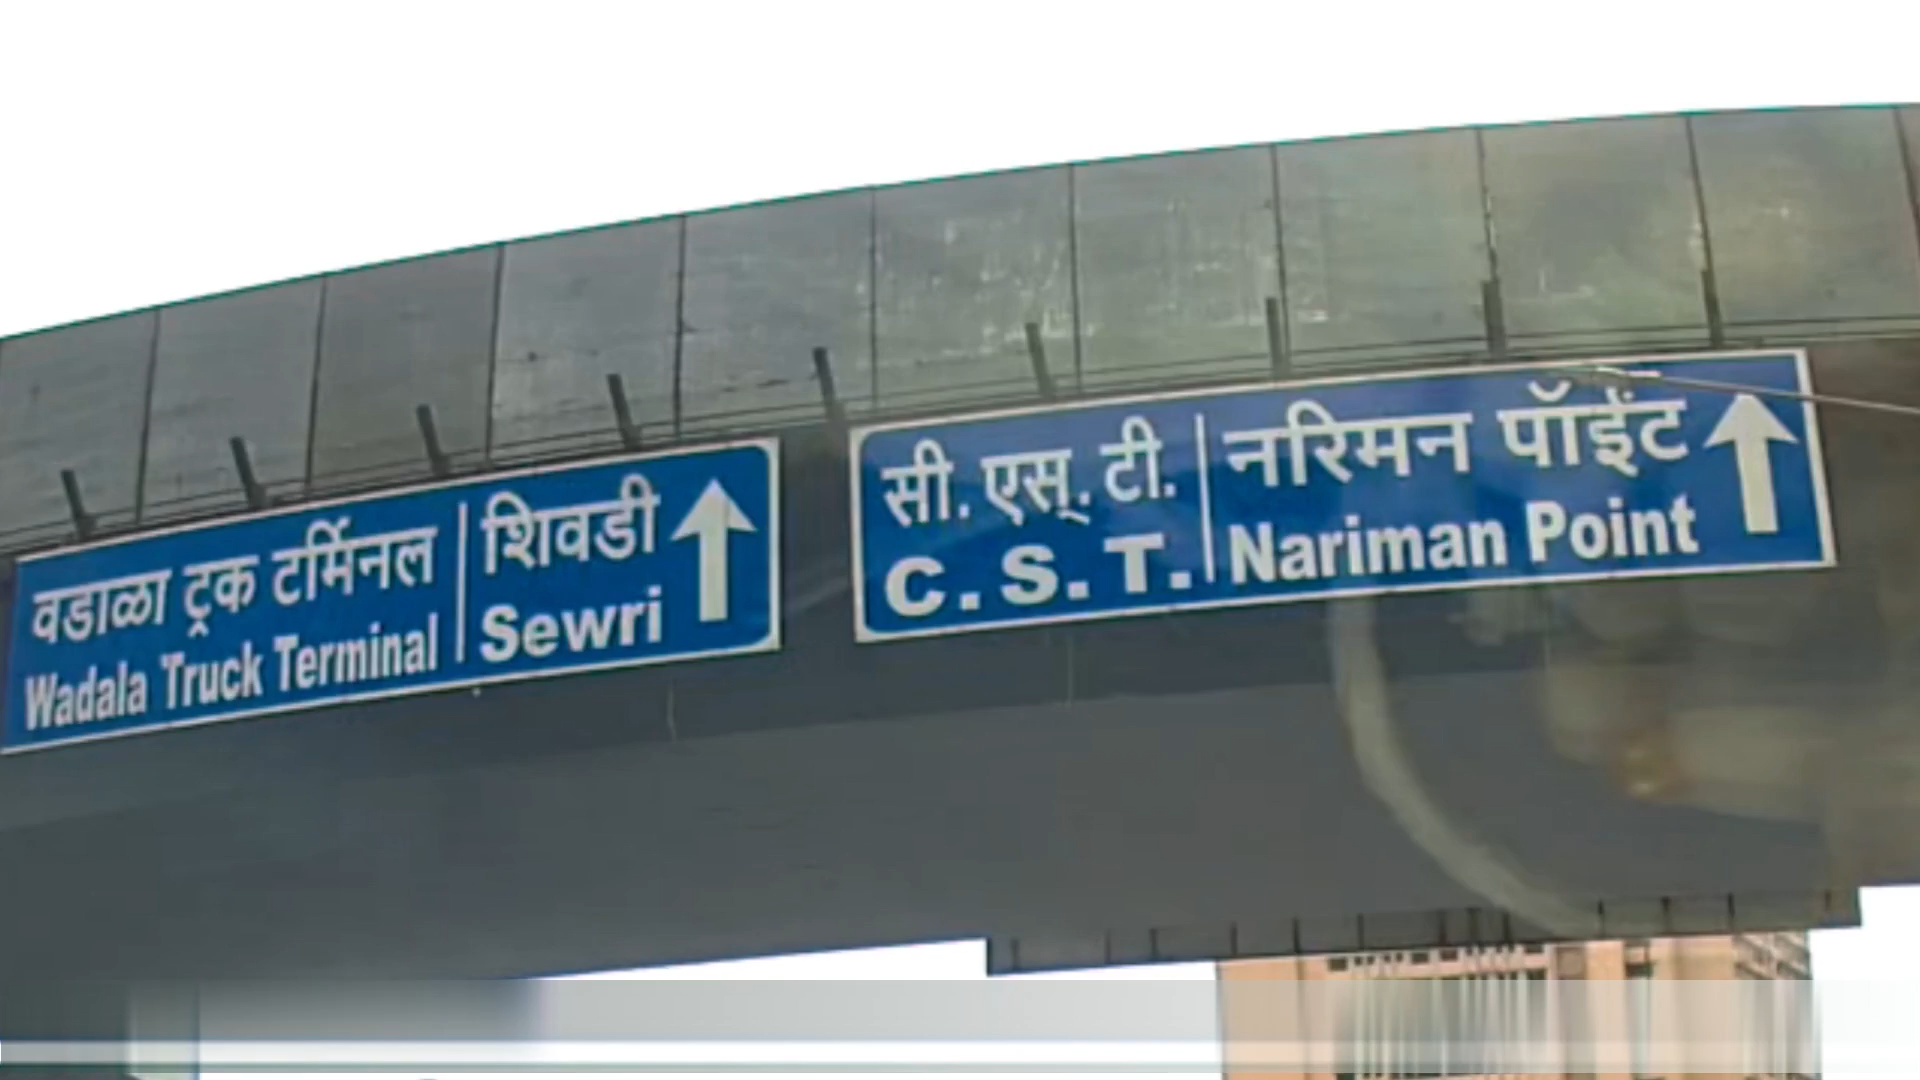 वडाळा ट्रक टर्मिनल
Wadala Truck Terminal
शिवडी
Sewri
सी. एस्. टी.
C. S. T.
नरिमन पॉईंट
Nariman Point